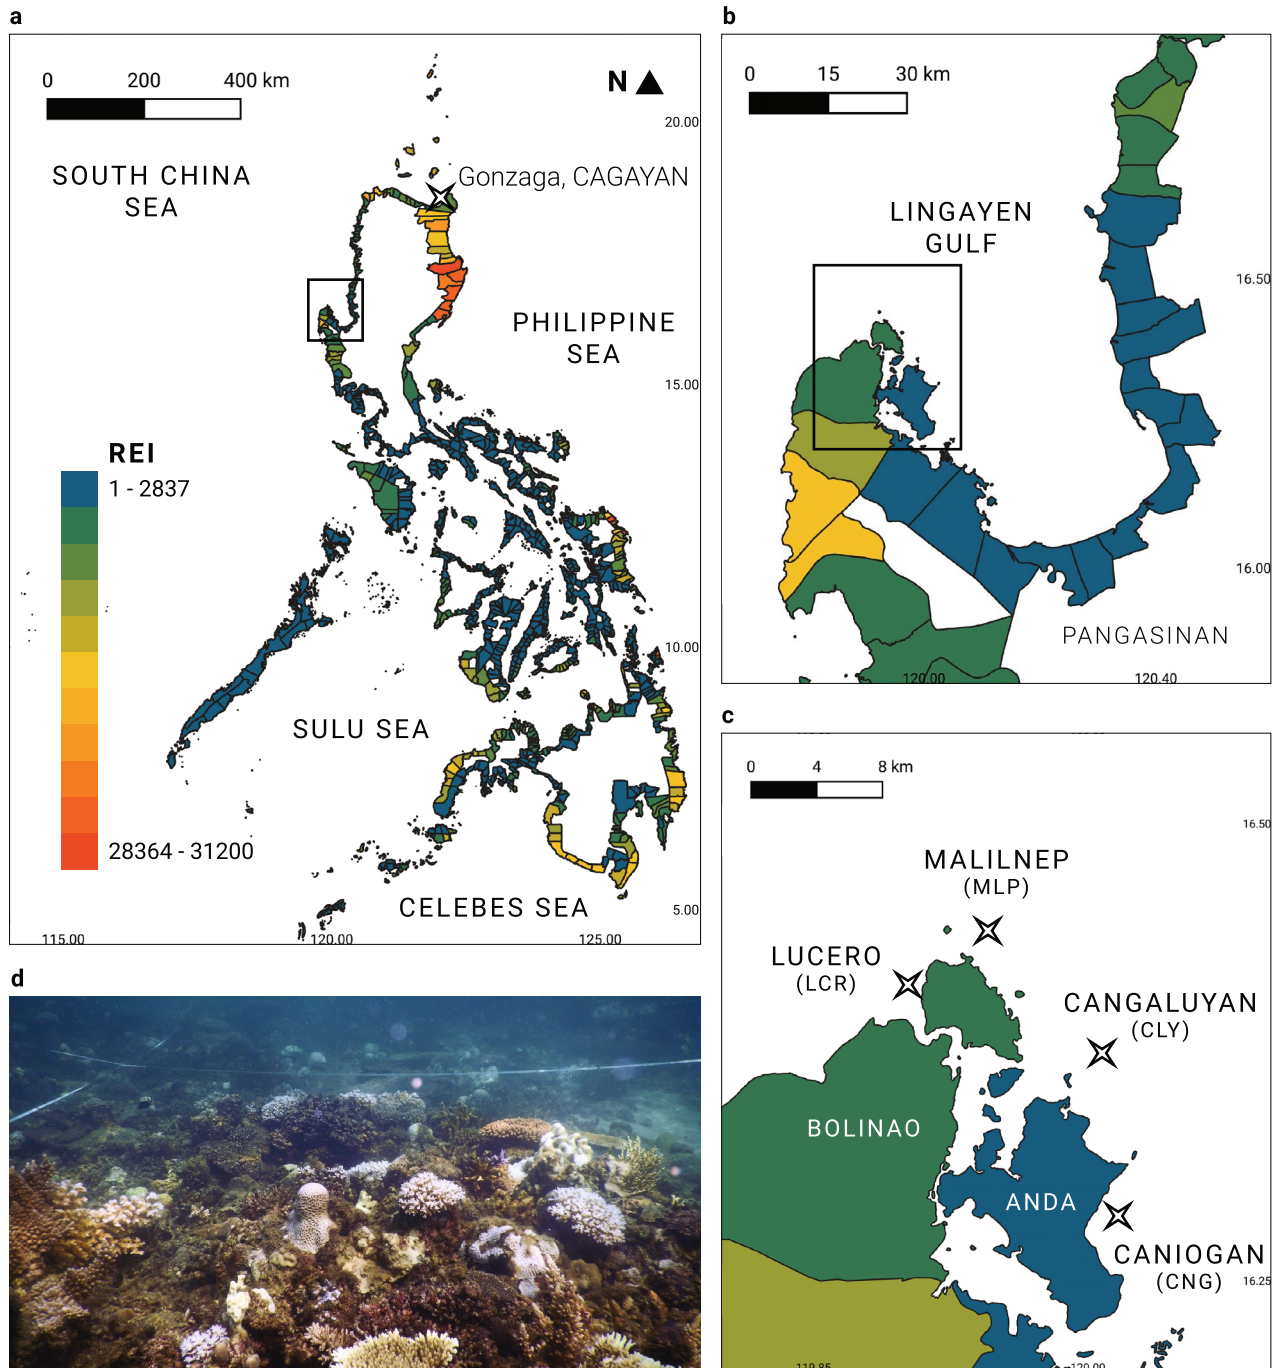 a
0 200 400 km
N
20.00
SOUTH CHINA
SEA
Gonzaga, CAGAYAN
PHILIPPINE
SEA
15.00
REI
1 - 2837
10.00
SULU SEA
28364 - 31200
CELEBES SEA
5.00
115.00 120.00 125.00
b
0 15 30 km
LINGAYEN
GULF
16.50
16.00
PANGASINAN
120.00 120.40
c
0 4 8 km
16.50
MALILNEP
(MLP)
LUCERO
(LCR)
CANGALUYAN
(CLY)
BOLINAO
ANDA
CANIOGAN
(CNG)
16.25
119.85 120.00
d